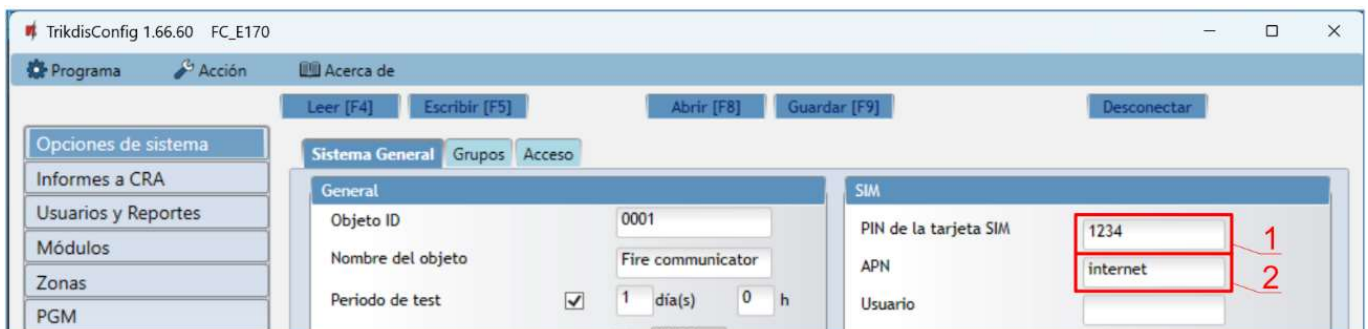 TrikdisConfig 1.66.60 FC_E170
Programa Acción Acerca de
Leer [F4] Escribir [F5] Abrir [F8] Guardar [F9] Desconectar
Opciones de sistema
Informes a CRA
Usuarios y Reportes
Módulos
Zonas
PGM
Sistema General Grupos Acceso
General
Objeto ID 0001
Nombre del objeto Fire communicator
Periodo de test 1 día(s) 0 h
SIM
PIN de la tarjeta SIM 1234 1
APN internet 2
Usuario